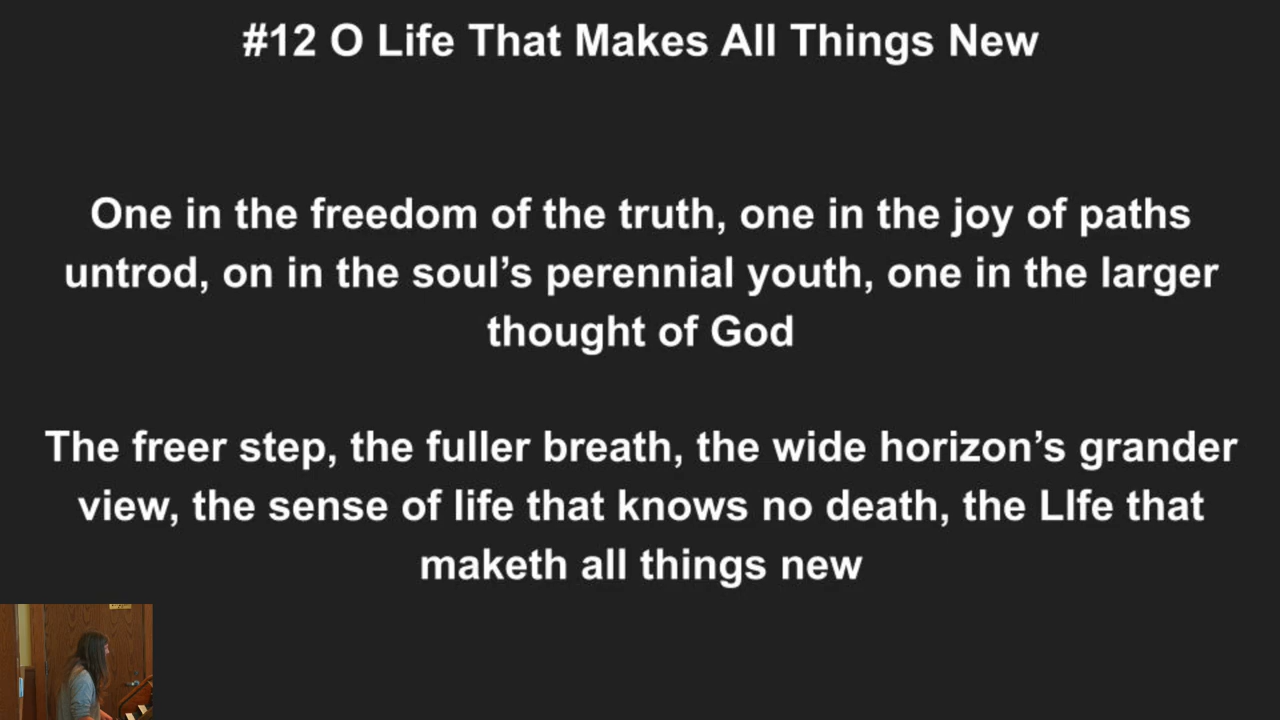 #12 O Life That Makes All Things New
One in the freedom of the truth, one in the joy of paths
untrod, on in the soul’s perennial youth, one in the larger
thought of God
The freer step, the fuller breath, the wide horizon’s grander
view, the sense of life that knows no death, the LIfe that
maketh all things new